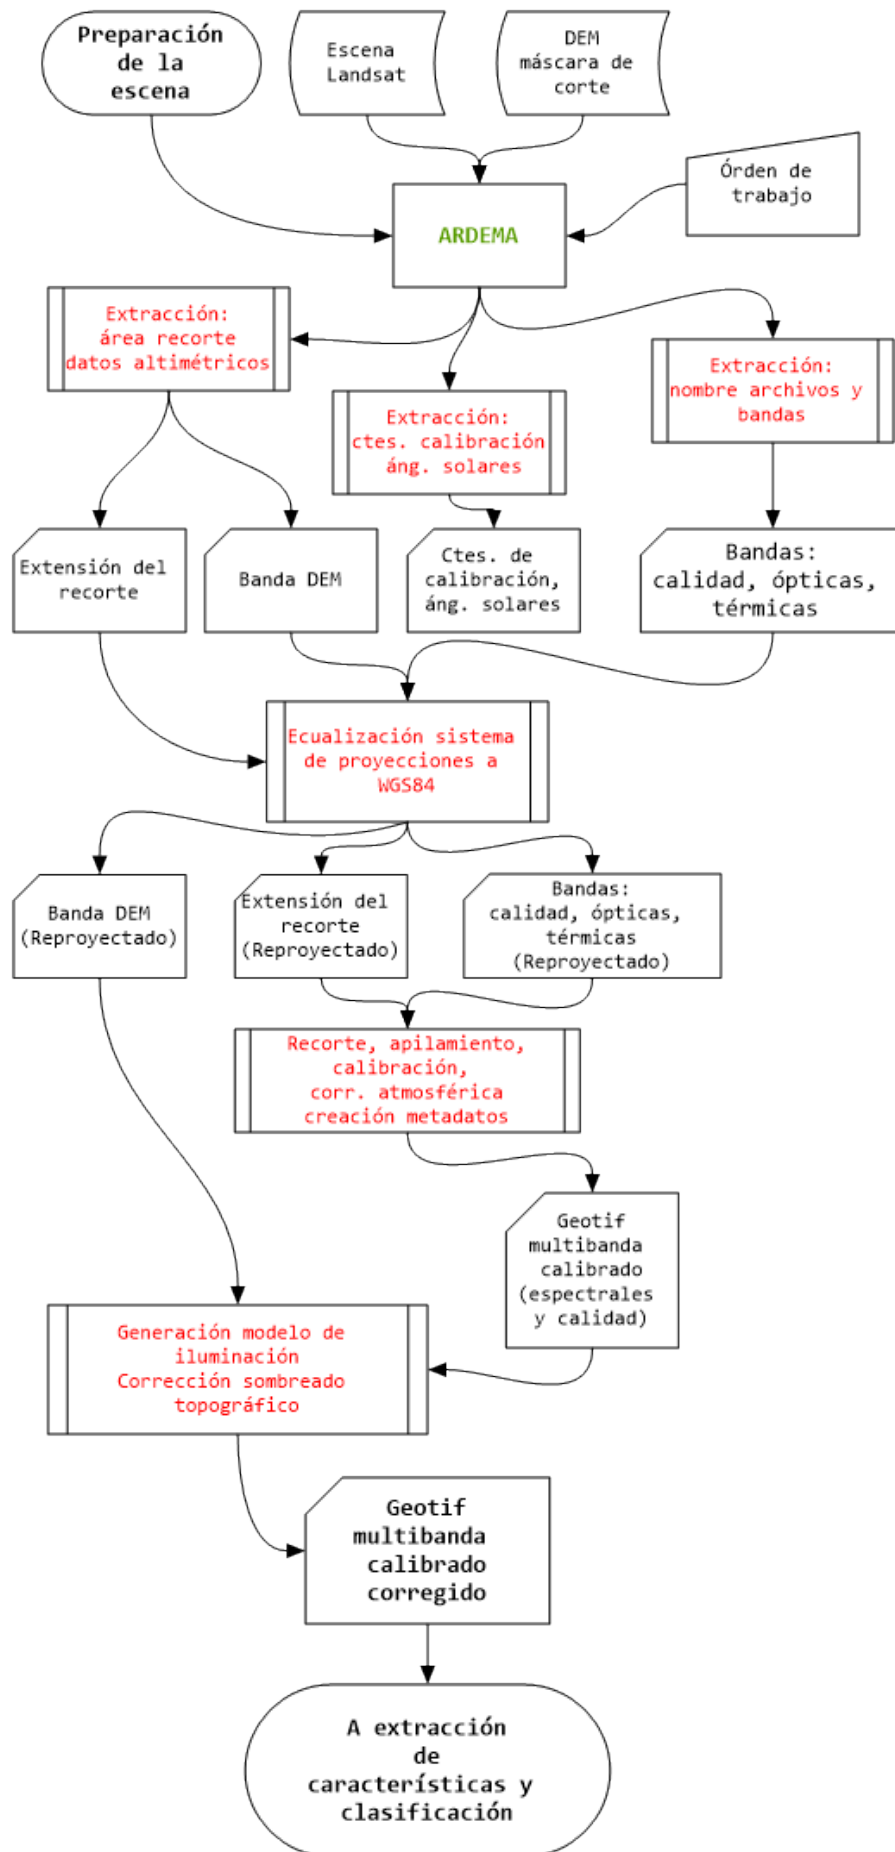 Preparación
de la
escena
Escena
Landsat
DEM
máscara de
corte
Órden de
trabajo
ARDEMA
Extracción:
área recorte
datos altimétricos
Extracción:
ctes. calibración
áng. solares
Extracción:
nombre archivos y
bandas
Extensión del
recorte
Banda DEM
Ctes. de
calibración,
áng. solares
Bandas:
calidad, ópticas,
térmicas
Ecualización sistema
de proyecciones a
WGS84
Banda DEM
(Reproyectado)
Extensión del
recorte
(Reproyectado)
Bandas:
calidad, ópticas,
térmicas
(Reproyectado)
Recorte, apilamiento,
calibración,
corr. atmosférica
creación metadatos
Geotif
multibanda
calibrado
(espectrales
y calidad)
Generación modelo de
iluminación
Corrección sombreado
topográfico
Geotif
multibanda
calibrado
corregido
A extracción
de
características y
clasificación